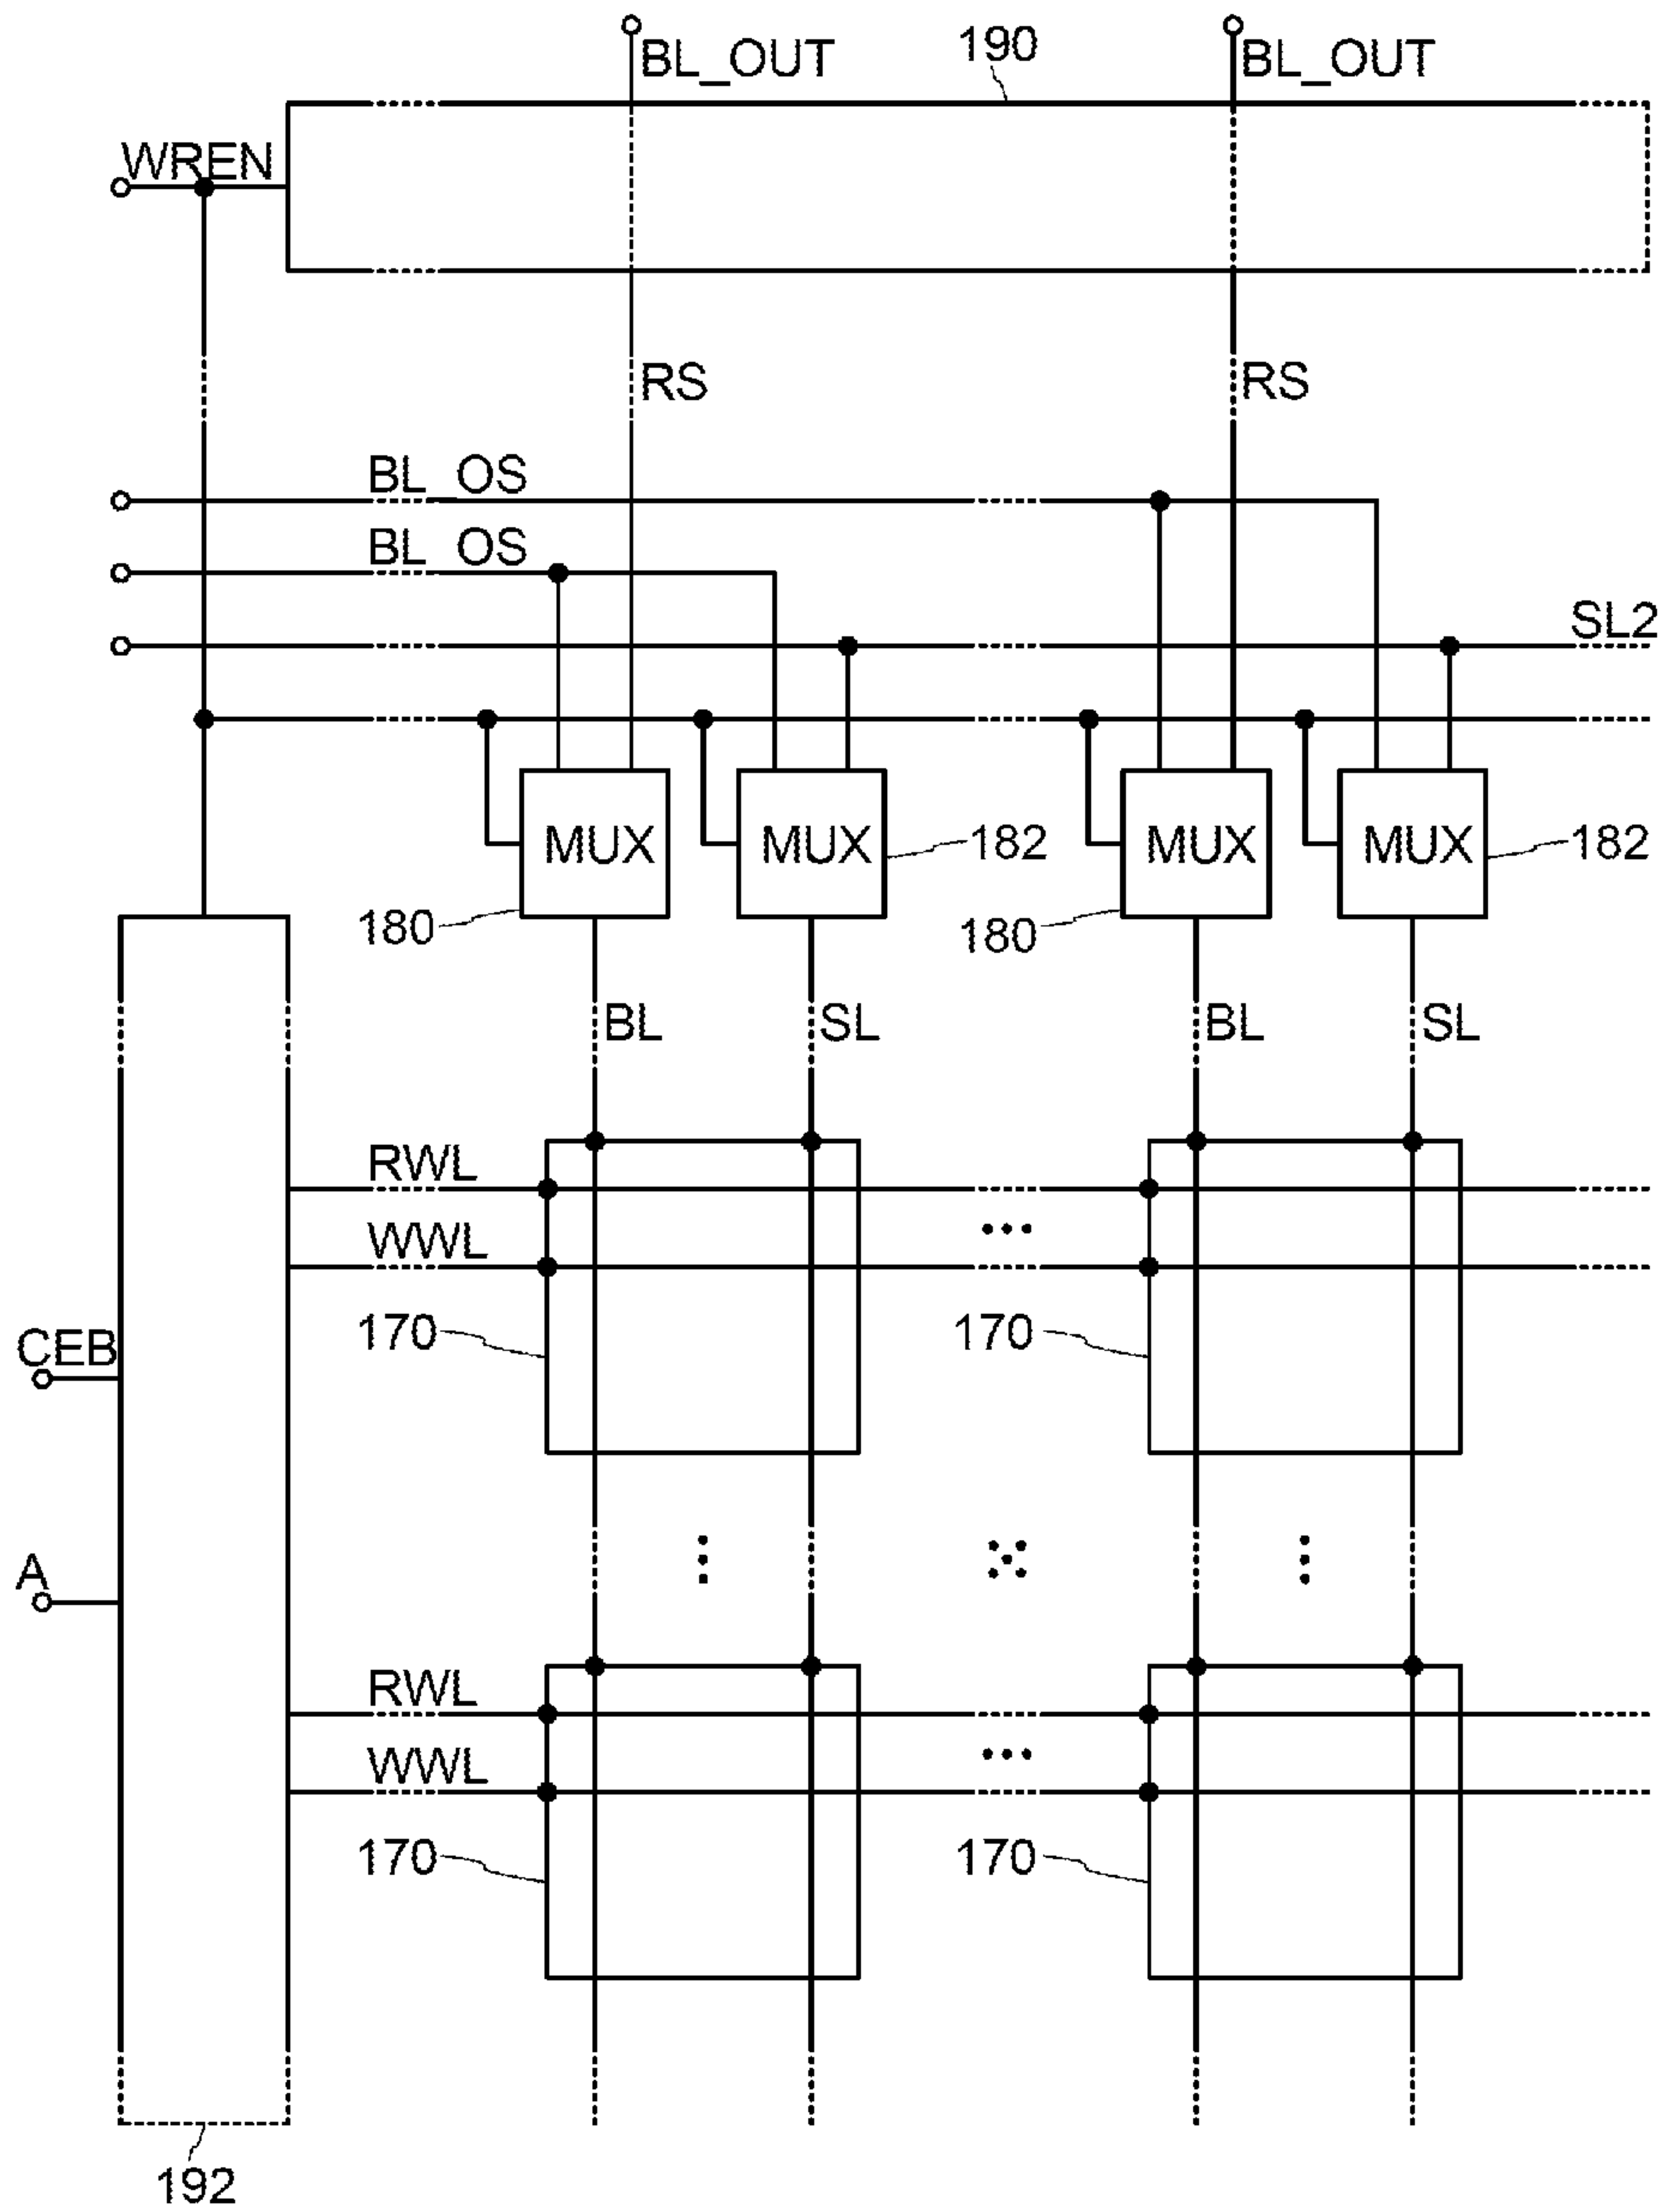 BL_OUT 190 BL_OUT
WREN
RS RS
BL_OS
BL_OS
SL2
MUX MUX 182 MUX MUX 182
180 180
BL SL BL SL
RWL
WWL
170 170
CEB
A
RWL
WWL
170 170
192